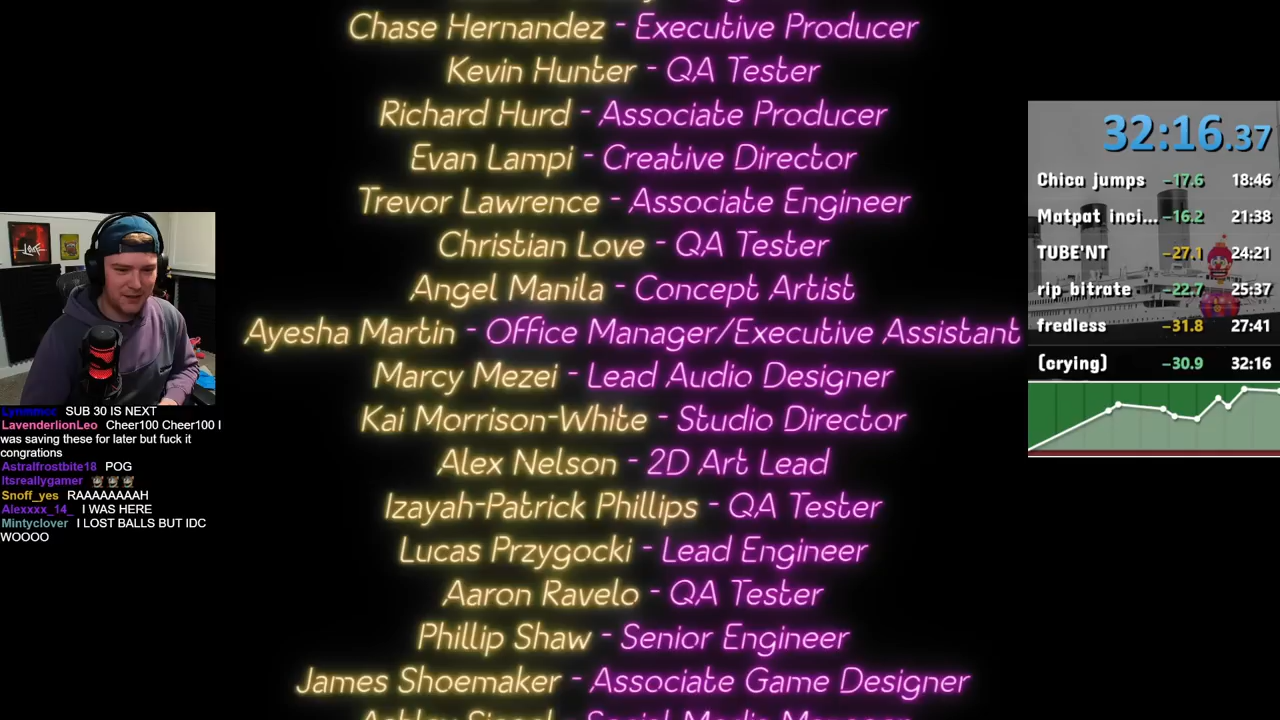 Chase Hernandez - Executive Producer
Kevin Hunter - QA Tester
Richard Hurd - Associate Producer
Evan Lampi - Creative Director
Trevor Lawrence - Associate Engineer
Christian Love - QA Tester
Angel Manila - Concept Artist
Ayesha Martin - Office Manager/Executive Assistant
Marcy Mezei - Lead Audio Designer
Kai Morrison-White - Studio Director
Alex Nelson - 2D Art Lead
Izayah-Patrick Phillips - QA Tester
Lucas Przygocki - Lead Engineer
Aaron Ravelo - QA Tester
Phillip Shaw - Senior Engineer
James Shoemaker - Associate Game Designer
SUB 30 IS NEXT
LavenderlionLeo Cheer100 Cheer100 I
was saving these for later but fuck it
congrations
Astralfrostbite18 POG
Itsreallygamer
Snoff_yes RAAAAAAAAH
Alexxxx_14_ I WAS HERE
Mintyclover I LOST BALLS BUT IDC
WOOOO
32:16.37
Chica jumps -17.6 18:46
Matpat inci... -16.2 21:38
TUBE'NT -27.1 24:21
rip bitrate -22.7 25:37
fredless -31.8 27:41
(crying) -30.9 32:16